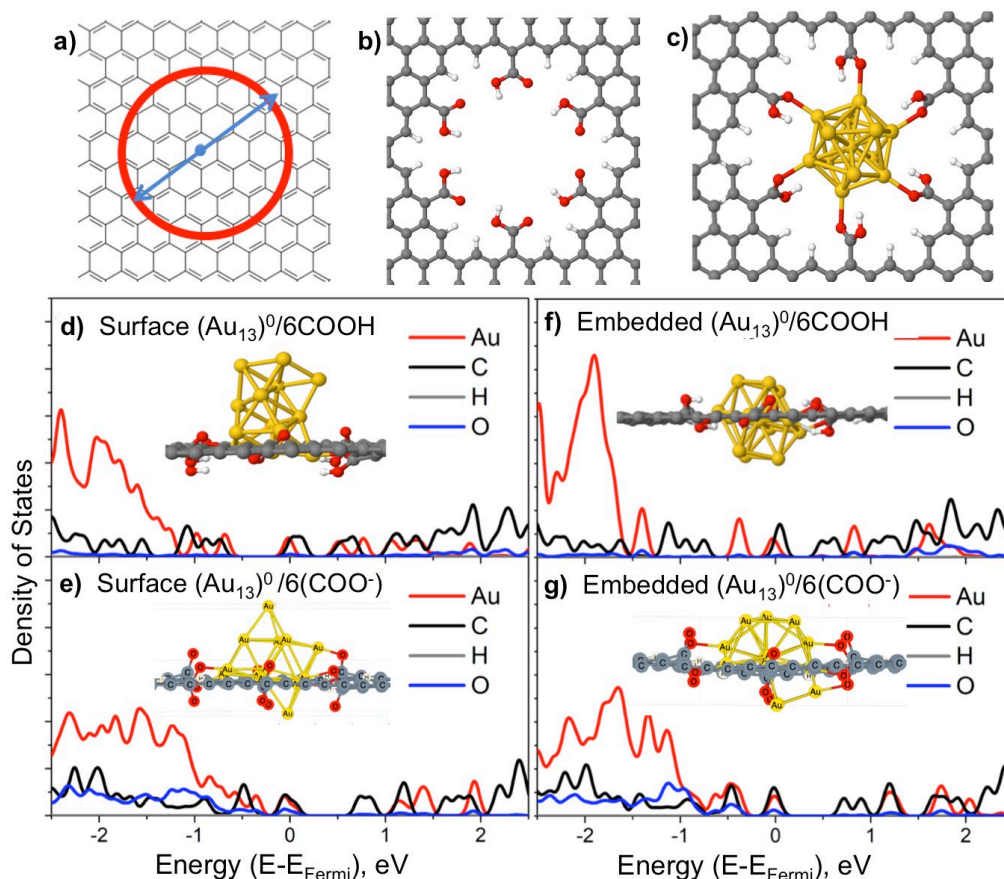 a)
b)
c)
d) Surface (Au₁₃)⁰/6COOH
Au
C
H
O
f) Embedded (Au₁₃)⁰/6COOH
Au
C
H
O
e) Surface (Au₁₃)⁰/6(COO⁻)
Au
C
H
O
g) Embedded (Au₁₃)⁰/6(COO⁻)
Au
C
H
O
Density of States
-2 -1 0 1 2
-2 -1 0 1 2
Energy (E-E_Fermi), eV
Energy (E-E_Fermi), eV